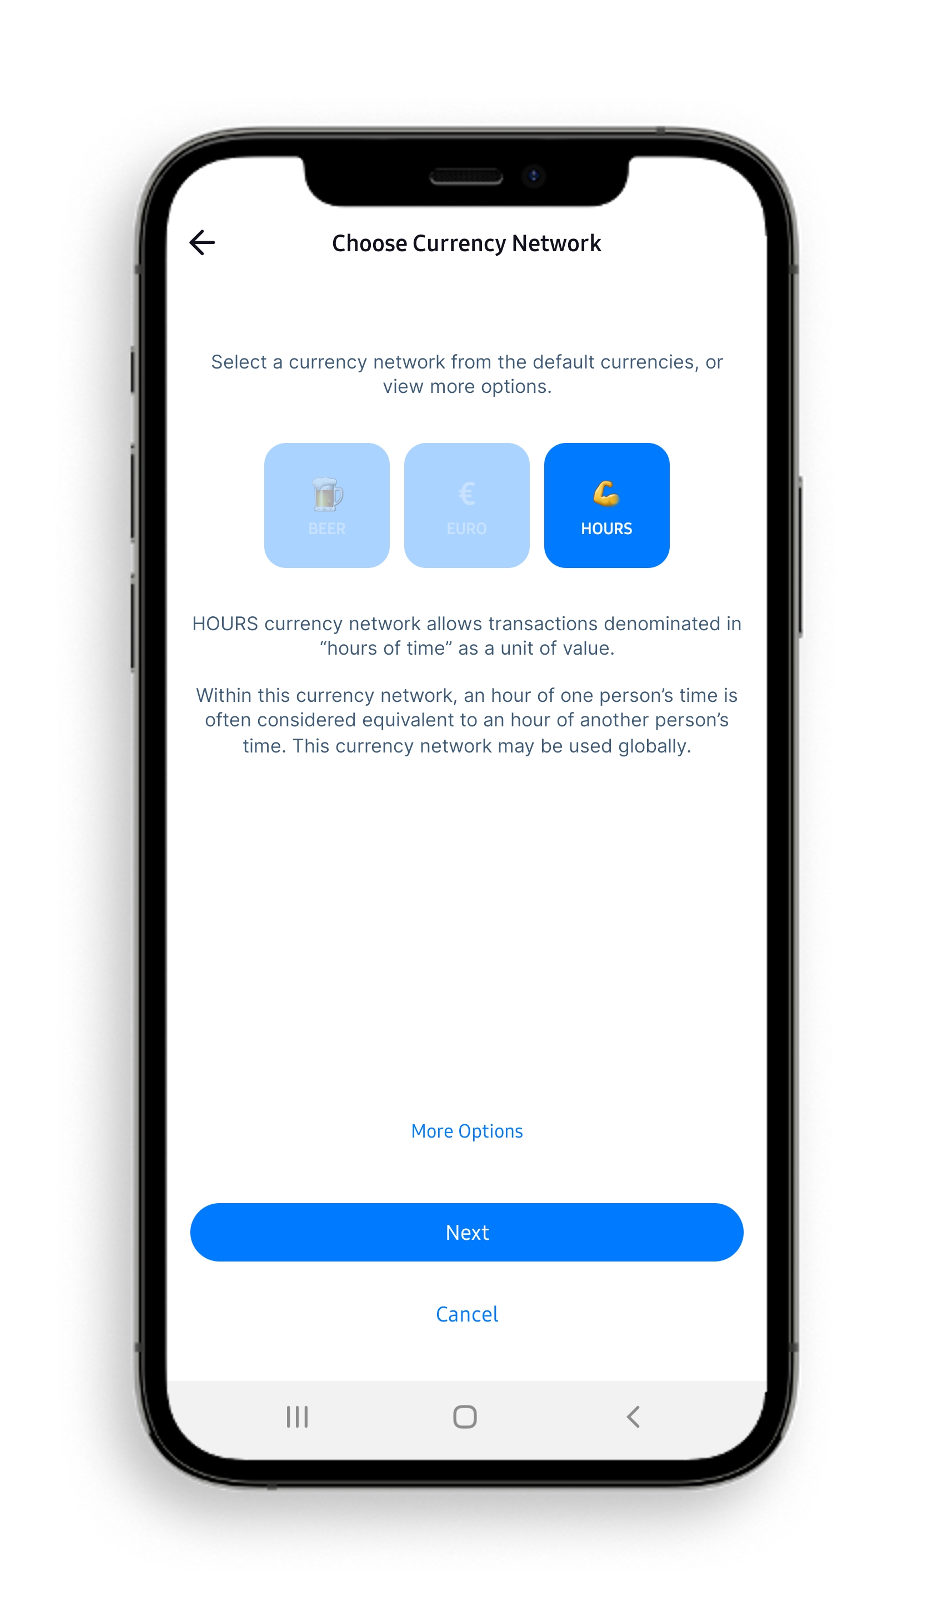 Choose Currency Network
Select a currency network from the default currencies, or
view more options.
BEER
€
EURO
HOURS
HOURS currency network allows transactions denominated in
“hours of time” as a unit of value.
Within this currency network, an hour of one person’s time is
often considered equivalent to an hour of another person’s
time. This currency network may be used globally.
More Options
Next
Cancel